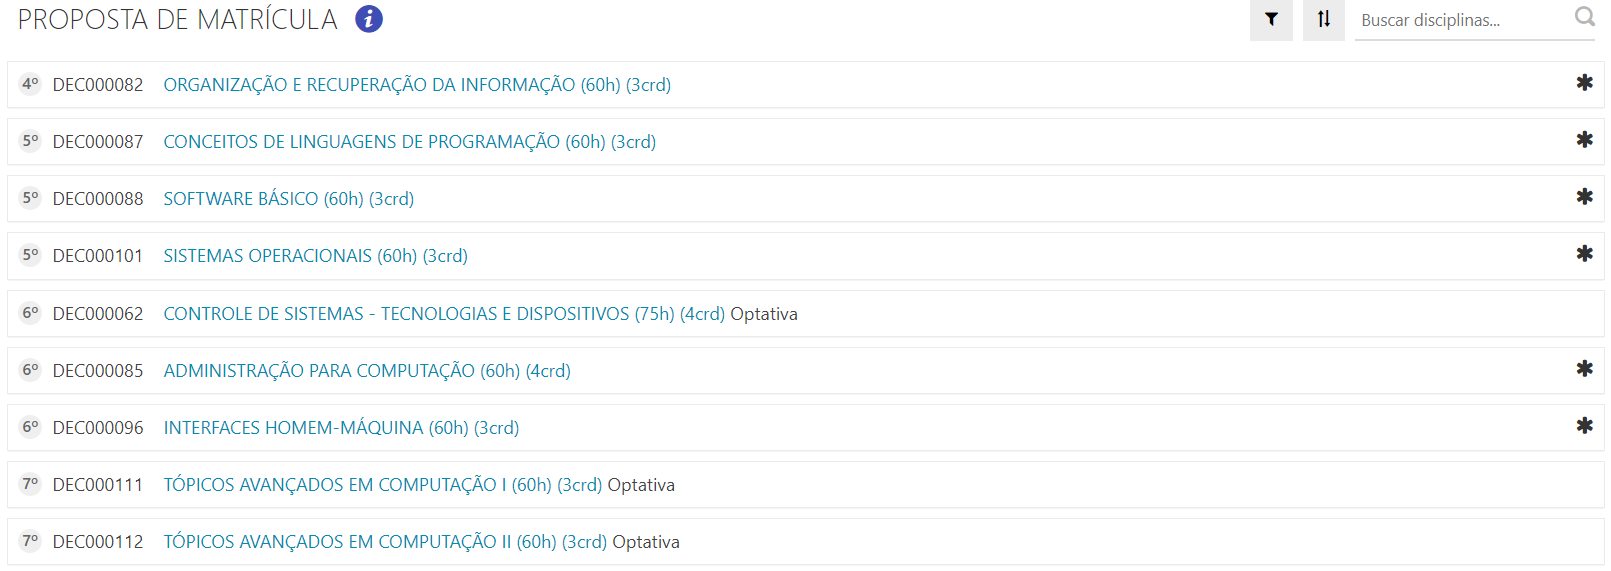 PROPOSTA DE MATRÍCULA i Buscar disciplinas...
4º DEC000082 ORGANIZAÇÃO E RECUPERAÇÃO DA INFORMAÇÃO (60h) (3crd) ✱
5º DEC000087 CONCEITOS DE LINGUAGENS DE PROGRAMAÇÃO (60h) (3crd) ✱
5º DEC000088 SOFTWARE BÁSICO (60h) (3crd) ✱
5º DEC000101 SISTEMAS OPERACIONAIS (60h) (3crd) ✱
6º DEC000062 CONTROLE DE SISTEMAS - TECNOLOGIAS E DISPOSITIVOS (75h) (4crd) Optativa
6º DEC000085 ADMINISTRAÇÃO PARA COMPUTAÇÃO (60h) (4crd) ✱
6º DEC000096 INTERFACES HOMEM-MÁQUINA (60h) (3crd) ✱
7º DEC000111 TÓPICOS AVANÇADOS EM COMPUTAÇÃO I (60h) (3crd) Optativa
7º DEC000112 TÓPICOS AVANÇADOS EM COMPUTAÇÃO II (60h) (3crd) Optativa